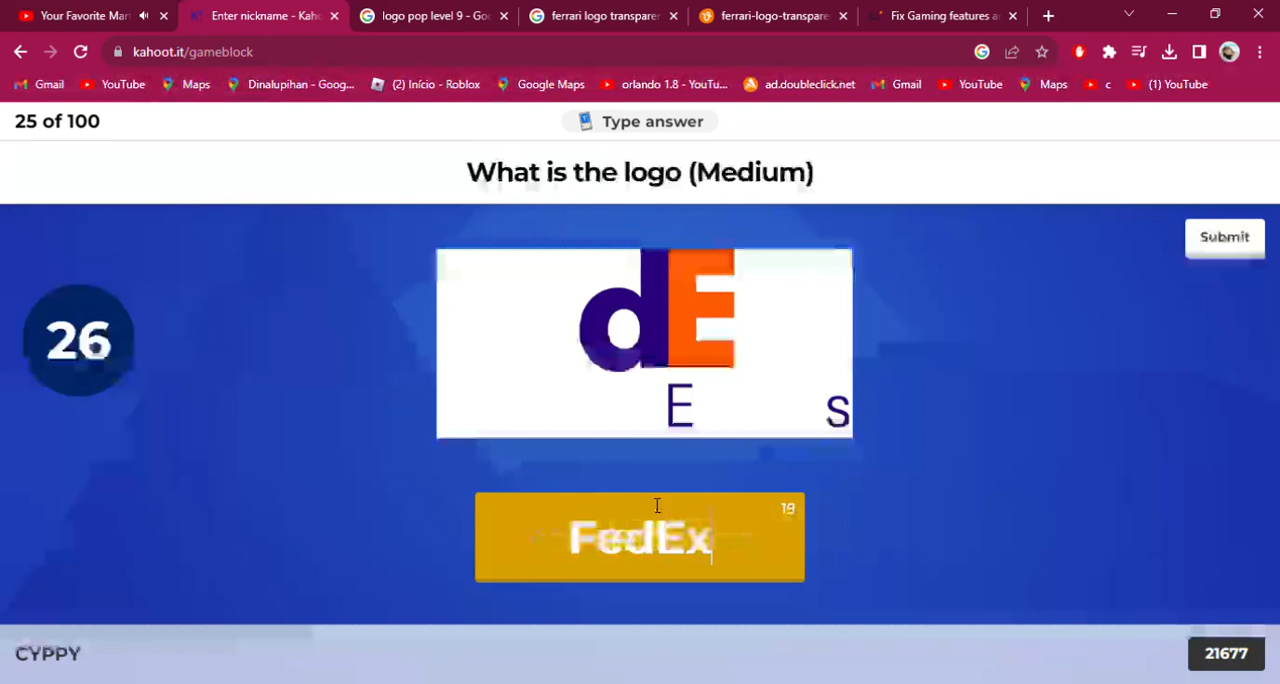 Your Favorite Mar
Enter nickname - Kaho
logo pop level 9 - Goo
ferrari logo transparen
ferrari-logo-transpare
Fix Gaming features a
kahoot.it/gameblock
Gmail
YouTube
Maps
Dinalupihan - Goog...
(2) Início - Roblox
Google Maps
orlando 1.8 - YouTu...
ad.doubleclick.net
Gmail
YouTube
Maps
c
(1) YouTube
25 of 100
Type answer
What is the logo (Medium)
Submit
26
dE
E s
19
FedEx
CYPPY
21677